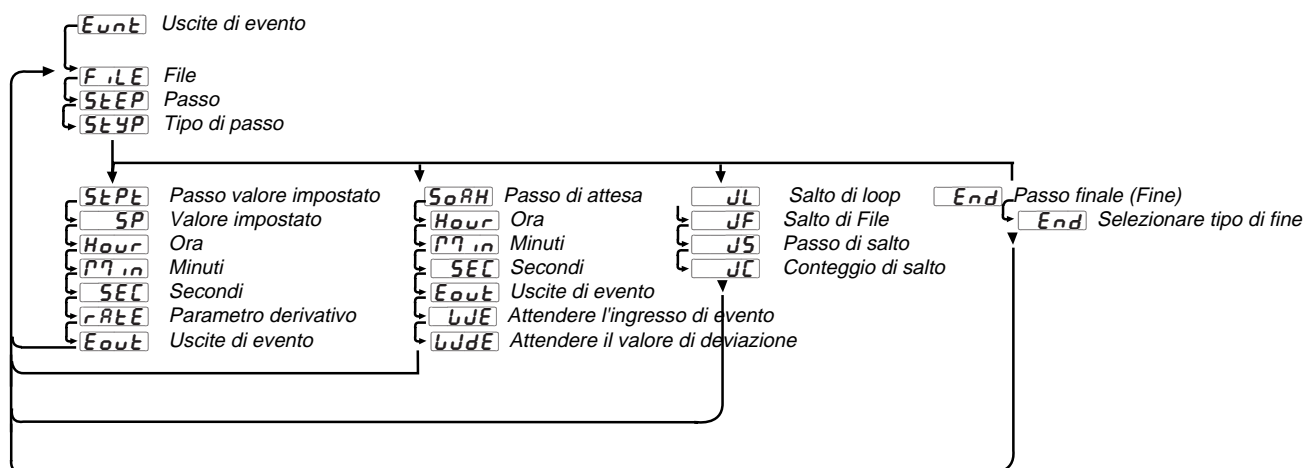 Eunt Uscite di evento
FiLE File
StEP Passo
StYP Tipo di passo
StPt Passo valore impostato
SP Valore impostato
Hour Ora
Min Minuti
SEC Secondi
rAtE Parametro derivativo
Eout Uscite di evento
SoAH Passo di attesa
Hour Ora
Min Minuti
SEC Secondi
Eout Uscite di evento
WE Attendere l'ingresso di evento
WdE Attendere il valore di deviazione
JL Salto di loop
JF Salto di File
JS Passo di salto
JC Conteggio di salto
End Passo finale (Fine)
End Selezionare tipo di fine